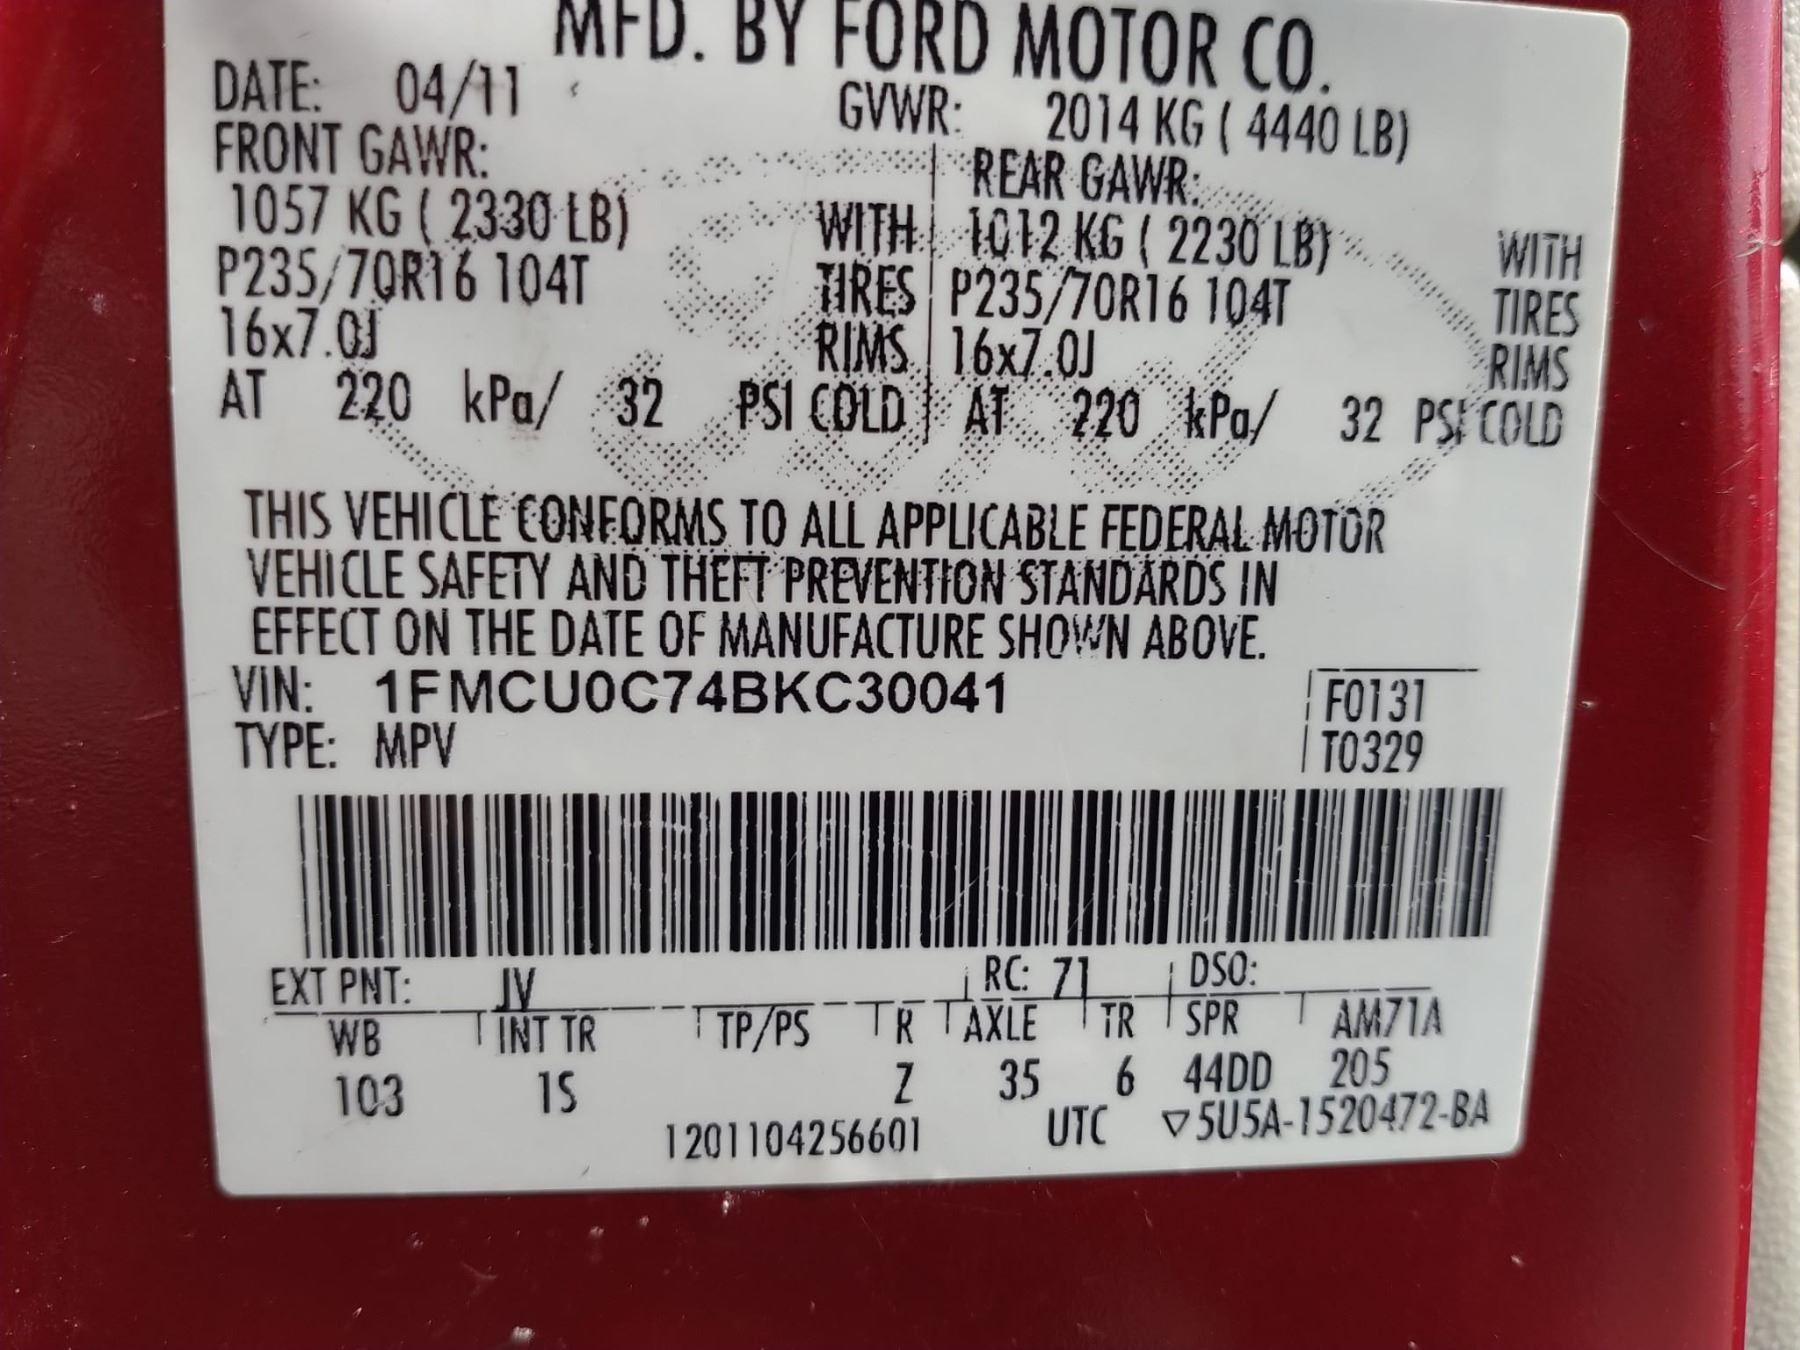 MFD. BY FORD MOTOR CO.
DATE: 04/11 GVWR: 2014 KG ( 4440 LB)
FRONT GAWR: REAR GAWR:
1057 KG ( 2330 LB) WITH 1012 KG ( 2230 LB) WITH
P235/70R16 104T TIRES P235/70R16 104T TIRES
16x7.0J RIMS 16x7.0J RIMS
AT 220 kPa/ 32 PSI COLD AT 220 kPa/ 32 PSI COLD
THIS VEHICLE CONFORMS TO ALL APPLICABLE FEDERAL MOTOR
VEHICLE SAFETY AND THEFT PREVENTION STANDARDS IN
EFFECT ON THE DATE OF MANUFACTURE SHOWN ABOVE.
VIN: 1FMCU0C74BKC30041 F0131
TYPE: MPV T0329
EXT PNT: JV RC: 71 DSO:
WB INT TR TP/PS R AXLE TR SPR AM71A
103 1S Z 35 6 44DD 205
1201104256601 UTC ▽5U5A-1520472-BA